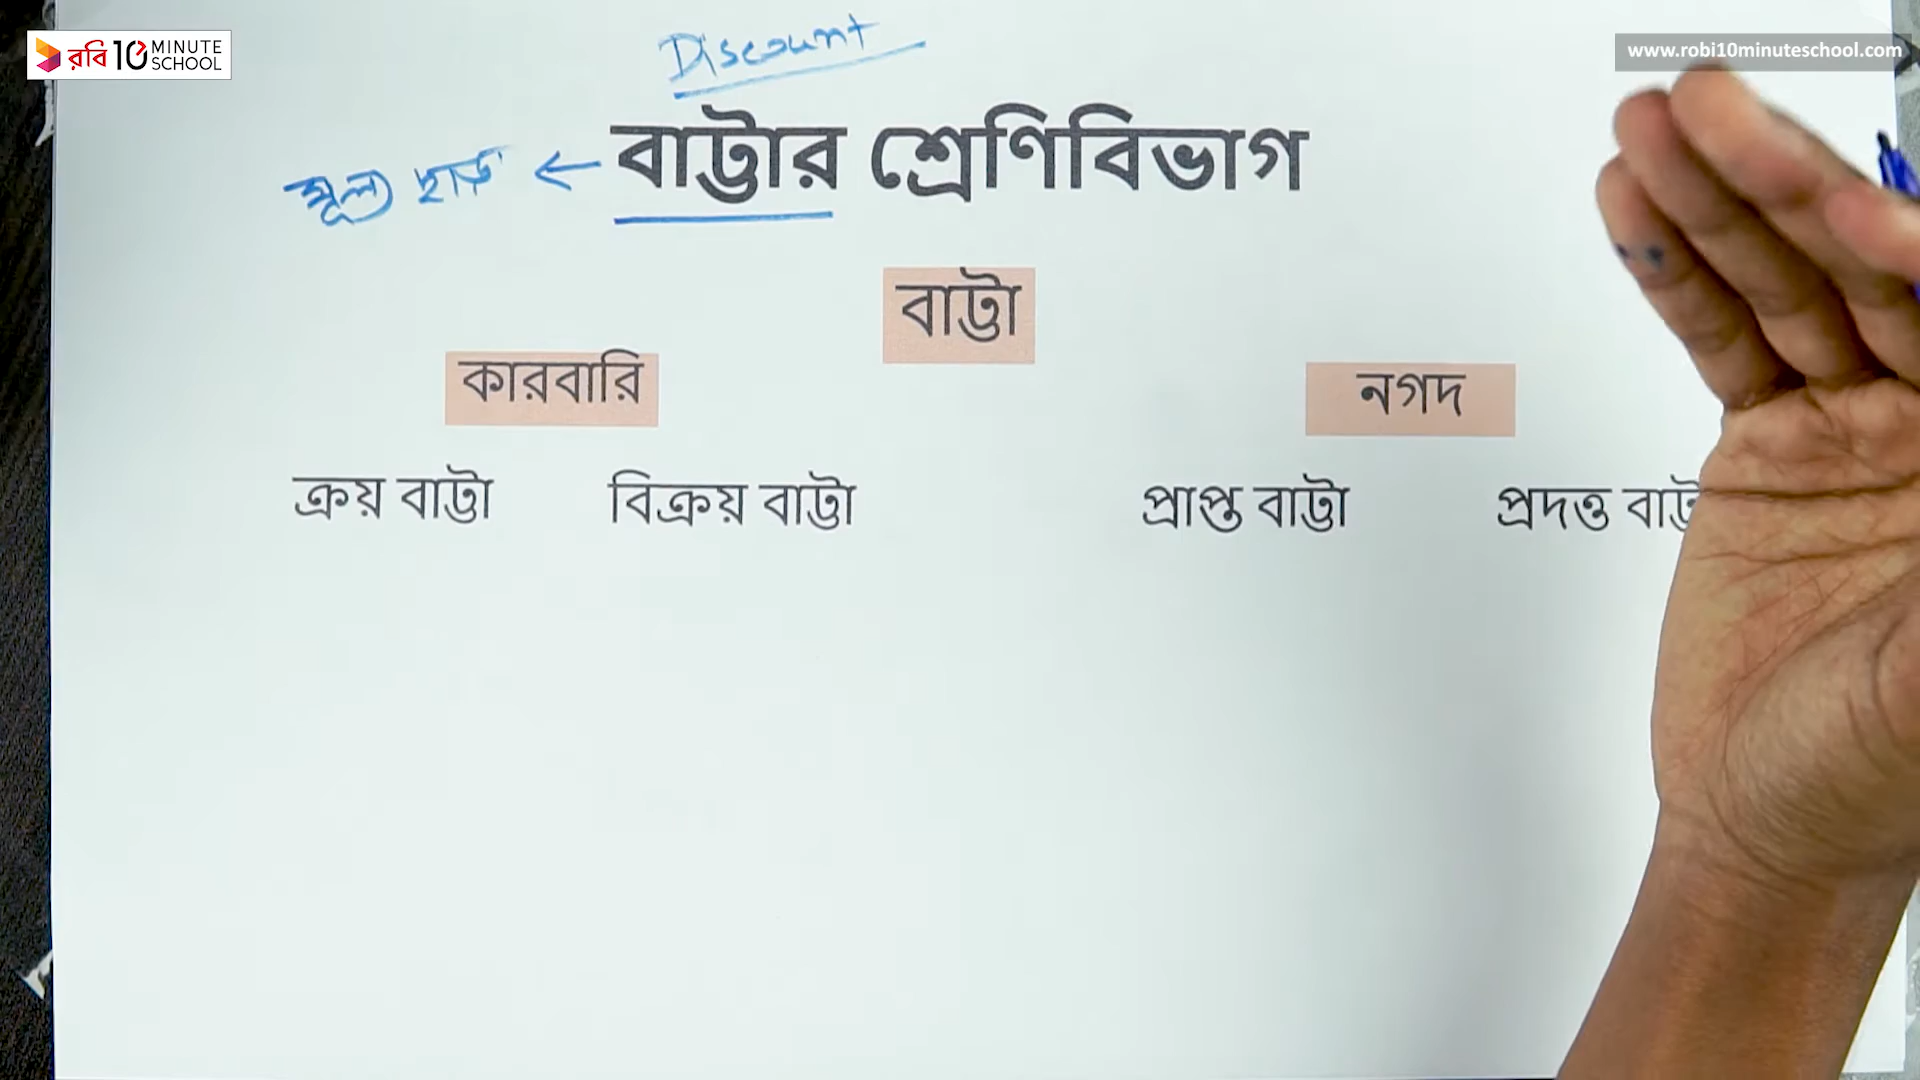 রবি 10 MINUTE SCHOOL
www.robi10minuteschool.com
Discount
মূল্য ছাড় ← বাট্টার শ্রেণিবিভাগ
বাট্টা
কারবারি নগদ
ক্রয় বাট্টা বিক্রয় বাট্টা প্রাপ্ত বাট্টা প্রদত্ত